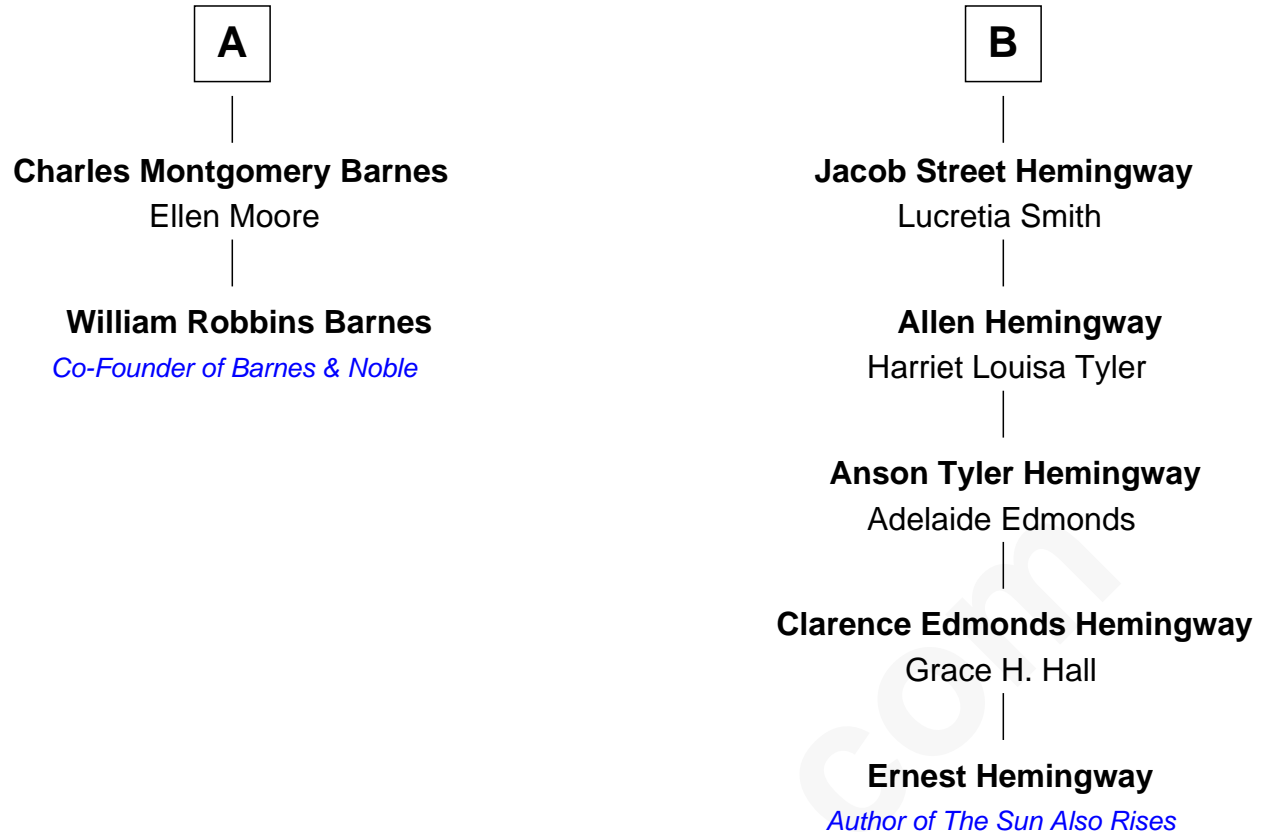 A
Charles Montgomery Barnes
Ellen Moore
William Robbins Barnes
Co-Founder of Barnes & Noble
B
Jacob Street Hemingway
Lucretia Smith
Allen Hemingway
Harriet Louisa Tyler
Anson Tyler Hemingway
Adelaide Edmonds
Clarence Edmonds Hemingway
Grace H. Hall
Ernest Hemingway
Author of The Sun Also Rises
com